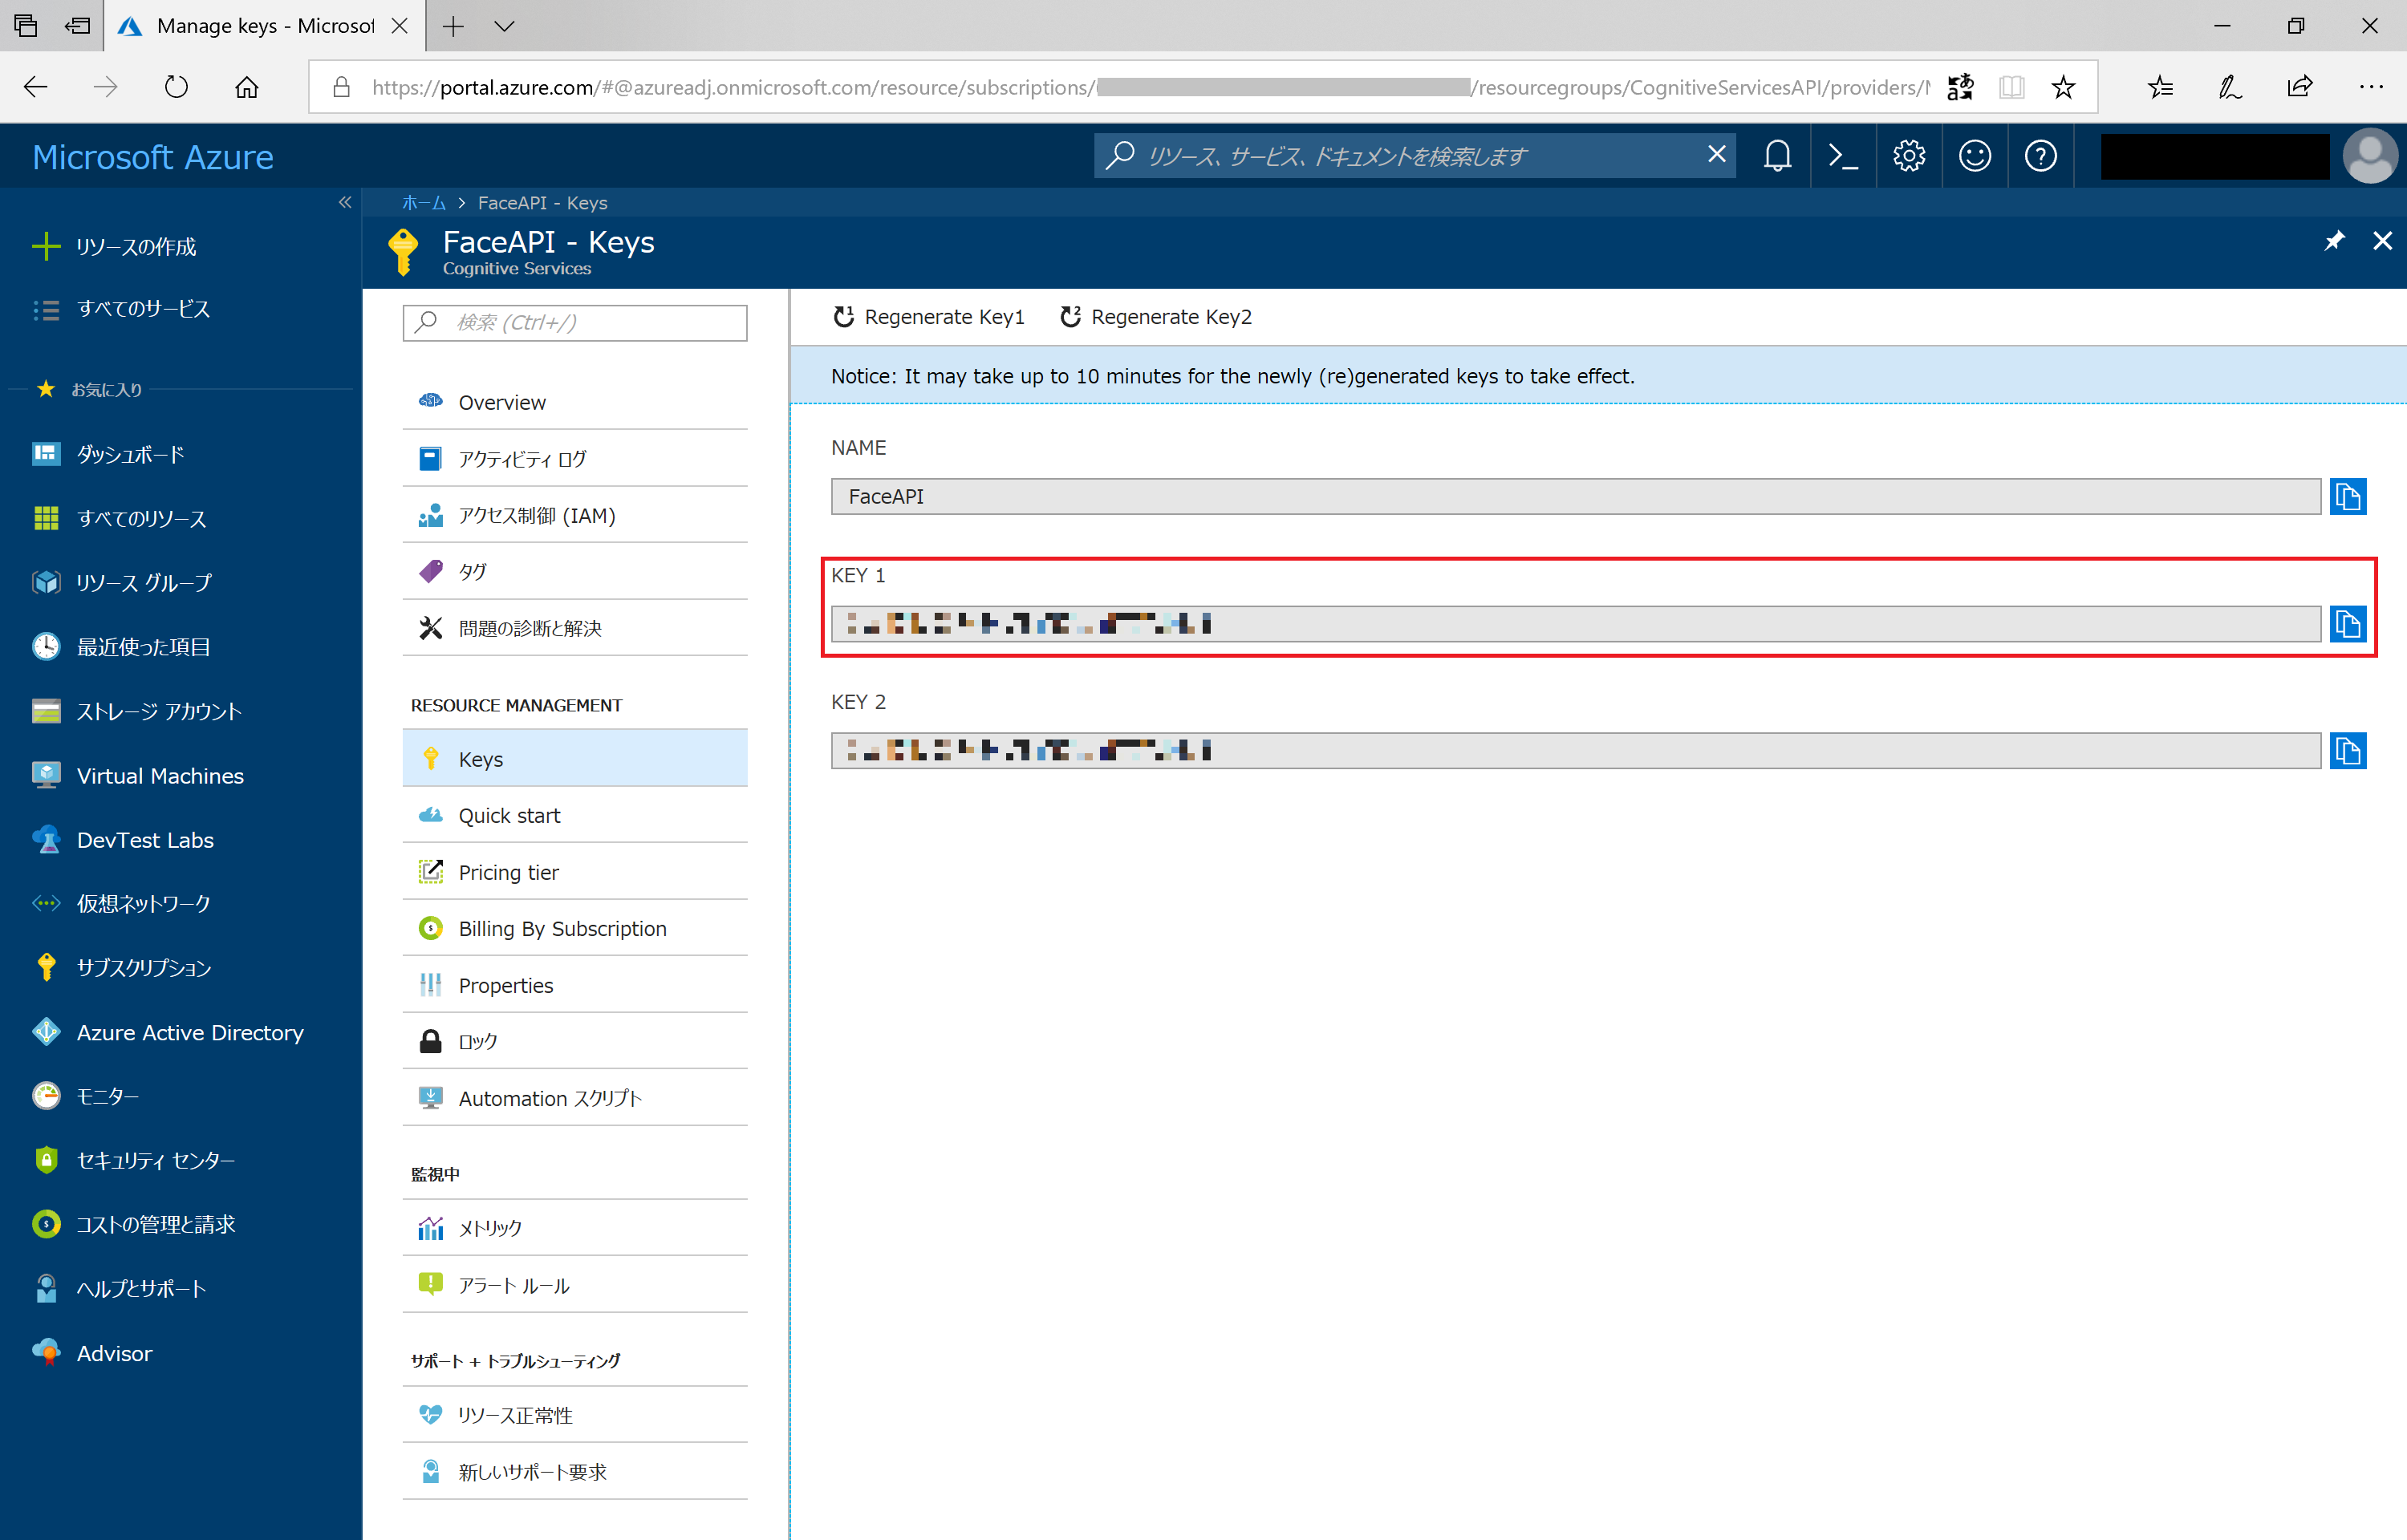 Manage keys - Microsof
https://portal.azure.com/#@azureadj.onmicrosoft.com/resource/subscriptions/
/resourcegroups/CognitiveServicesAPI/providers/
Microsoft Azure
リソース、サービス、ドキュメントを検索します
ホーム > FaceAPI - Keys
FaceAPI - Keys
Cognitive Services
リソースの作成
すべてのサービス
お気に入り
ダッシュボード
すべてのリソース
リソース グループ
最近使った項目
ストレージ アカウント
Virtual Machines
DevTest Labs
仮想ネットワーク
サブスクリプション
Azure Active Directory
モニター
セキュリティ センター
コストの管理と請求
ヘルプとサポート
Advisor
検索 (Ctrl+/)
Overview
アクティビティ ログ
アクセス制御 (IAM)
タグ
問題の診断と解決
RESOURCE MANAGEMENT
Keys
Quick start
Pricing tier
Billing By Subscription
Properties
ロック
Automation スクリプト
監視中
メトリック
アラート ルール
サポート + トラブルシューティング
リソース正常性
新しいサポート要求
Regenerate Key1
Regenerate Key2
Notice: It may take up to 10 minutes for the newly (re)generated keys to take effect.
NAME
FaceAPI
KEY 1
KEY 2